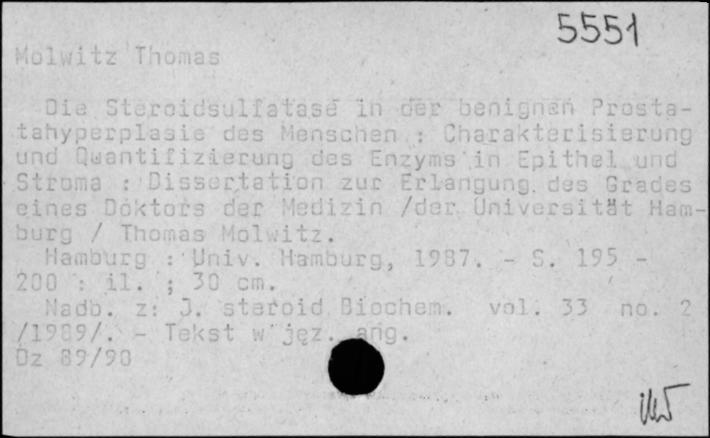 5551
Molwitz Thomas
Die Steroidsulfatase in der benignen Prosta-
tahyperplasie des Menschen : Charakterisierung
und Quantifizierung des Enzyms in Epithel und
Stroma : Dissertation zur Erlangung des Grades
eines Doktors der Medizin /der Universität Ham-
burg / Thomas Molwitz.
Hamburg : Univ. Hamburg, 1987. - S. 195 -
200 : il. ; 30 cm.
Nadb. z: J. steroid Biochem. vol. 33 no. 2
/1989/. - Tekst w jęz. ang.
Dz 89/90